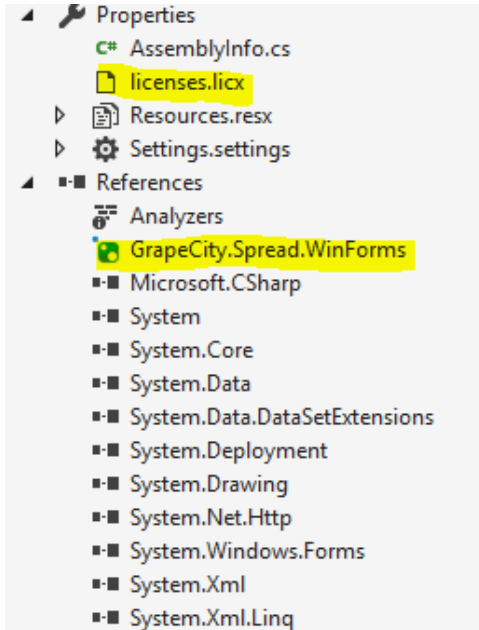 Properties
C# AssemblyInfo.cs
licenses.licx
Resources.resx
Settings.settings
References
Analyzers
GrapeCity.Spread.WinForms
Microsoft.CSharp
System
System.Core
System.Data
System.Data.DataSetExtensions
System.Deployment
System.Drawing
System.Net.Http
System.Windows.Forms
System.Xml
System.Xml.Linq